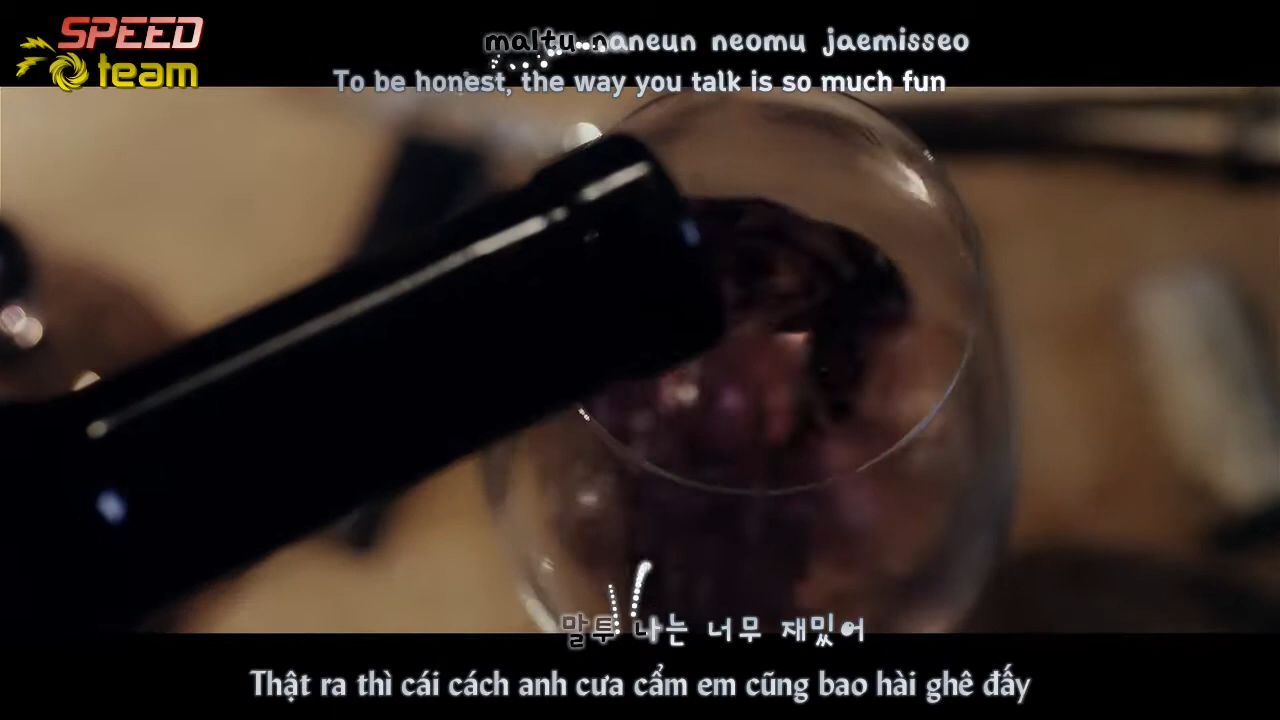 SPEED
team
maltu naneun neomu jaemisseo
To be honest, the way you talk is so much fun
말투 나는 너무 재밌어
Thật ra thì cái cách anh cưa cẩm em cũng bao hài ghê đấy